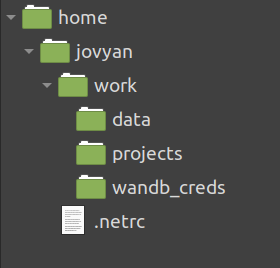 home
jovyan
work
data
projects
wandb_creds
.netrc